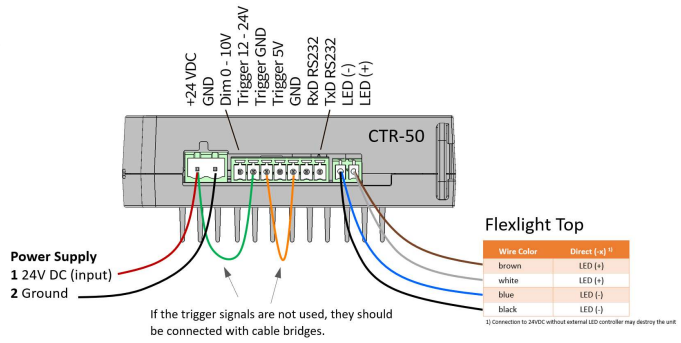 +24 VDC
GND
Dim 0 - 10V
Trigger 12 - 24V
Trigger GND
Trigger 5V
GND
RxD RS232
TxD RS232
LED (-)
LED (+)
CTR-50
Flexlight Top
Wire Color Direct (-x) 1)
brown LED (+)
white LED (+)
blue LED (-)
black LED (-)
1) Connection to 24VDC without external LED controller may destroy the unit
Power Supply
1 24V DC (input)
2 Ground
If the trigger signals are not used, they should
be connected with cable bridges.